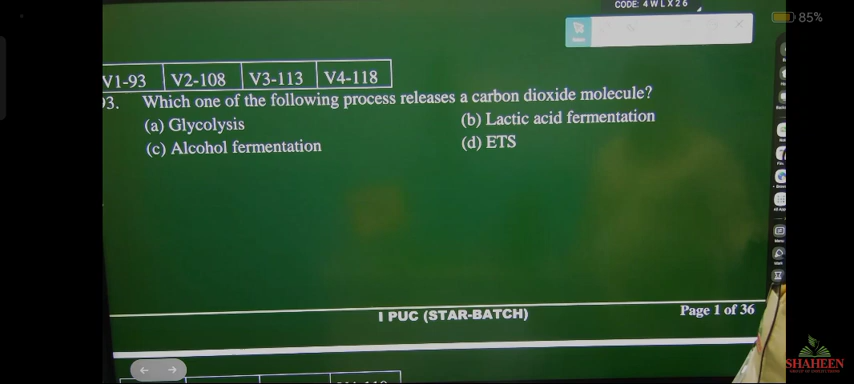 CODE: 4WLX26
85%
V1-93 V2-108 V3-113 V4-118
93. Which one of the following process releases a carbon dioxide molecule?
(a) Glycolysis (b) Lactic acid fermentation
(c) Alcohol fermentation (d) ETS
I PUC (STAR-BATCH) Page 1 of 36
SHAHEEN